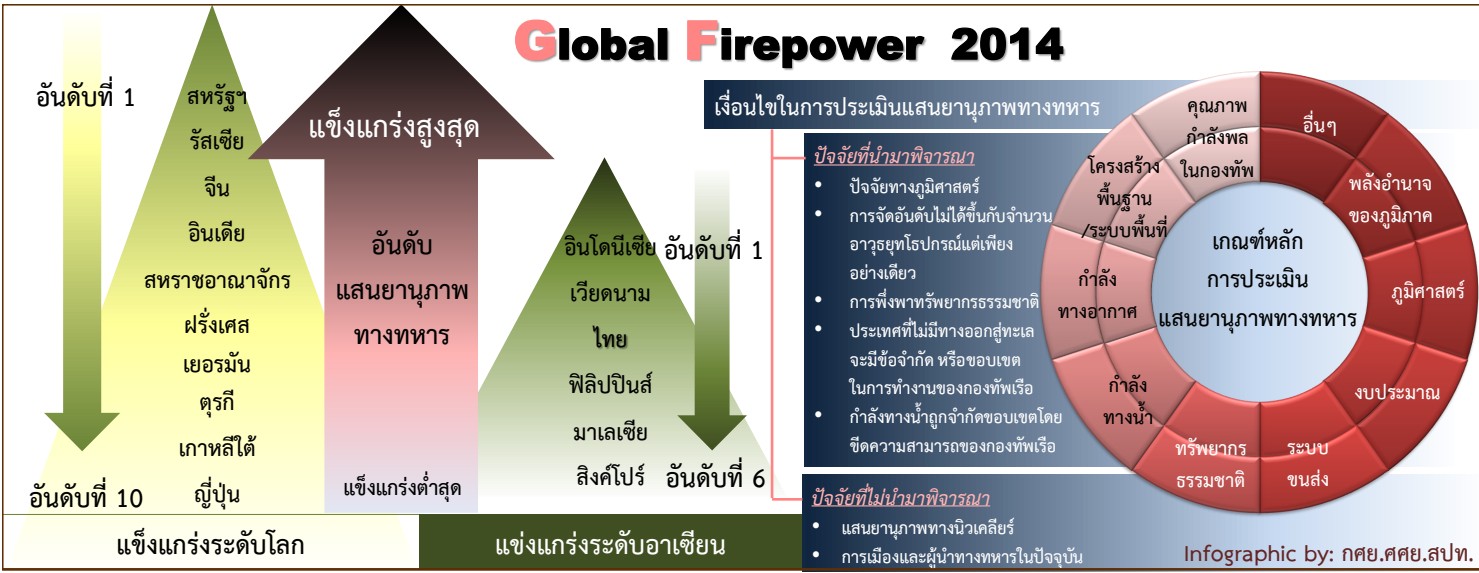 Global Firepower 2014
อันดับที่ 1
สหรัฐฯ
รัสเซีย
จีน
อินเดีย
สหราชอาณาจักร
ฝรั่งเศส
เยอรมัน
ตุรกี
เกาหลีใต้
ญี่ปุ่น
อันดับที่ 10
แข็งแกร่งระดับโลก
แข็งแกร่งสูงสุด
อันดับ
แสนยานุภาพ
ทางทหาร
แข็งแกร่งต่ำสุด
อินโดนีเซีย
เวียดนาม
ไทย
ฟิลิปปินส์
มาเลเซีย
สิงค์โปร์
อันดับที่ 1
อันดับที่ 6
แข่งแกร่งระดับอาเซียน
เงื่อนไขในการประเมินแสนยานุภาพทางทหาร
ปัจจัยที่นำมาพิจารณา
• ปัจจัยทางภูมิศาสตร์
• การจัดอันดับไม่ได้ขึ้นกับจำนวน
อาวุธยุทโธปกรณ์แต่เพียง
อย่างเดียว
• การพึ่งพาทรัพยากรธรรมชาติ
• ประเทศที่ไม่มีทางออกสู่ทะเล
จะมีข้อจำกัด หรือขอบเขต
ในการทำงานของกองทัพเรือ
• กำลังทางน้ำถูกจำกัดขอบเขตโดย
ขีดความสามารถของกองทัพเรือ
ปัจจัยที่ไม่นำมาพิจารณา
• แสนยานุภาพทางนิวเคลียร์
• การเมืองและผู้นำทางทหารในปัจจุบัน
เกณฑ์หลัก
การประเมิน
แสนยานุภาพทางทหาร
อื่นๆ
พลังอำนาจ
ของภูมิภาค
ภูมิศาสตร์
งบประมาณ
ระบบ
ขนส่ง
ทรัพยากร
ธรรมชาติ
กำลัง
ทางน้ำ
กำลัง
ทางอากาศ
โครงสร้าง
พื้นฐาน
/ระบบพื้นที่
คุณภาพ
กำลังพล
ในกองทัพ
Infographic by: กศย.ศศย.สปท.